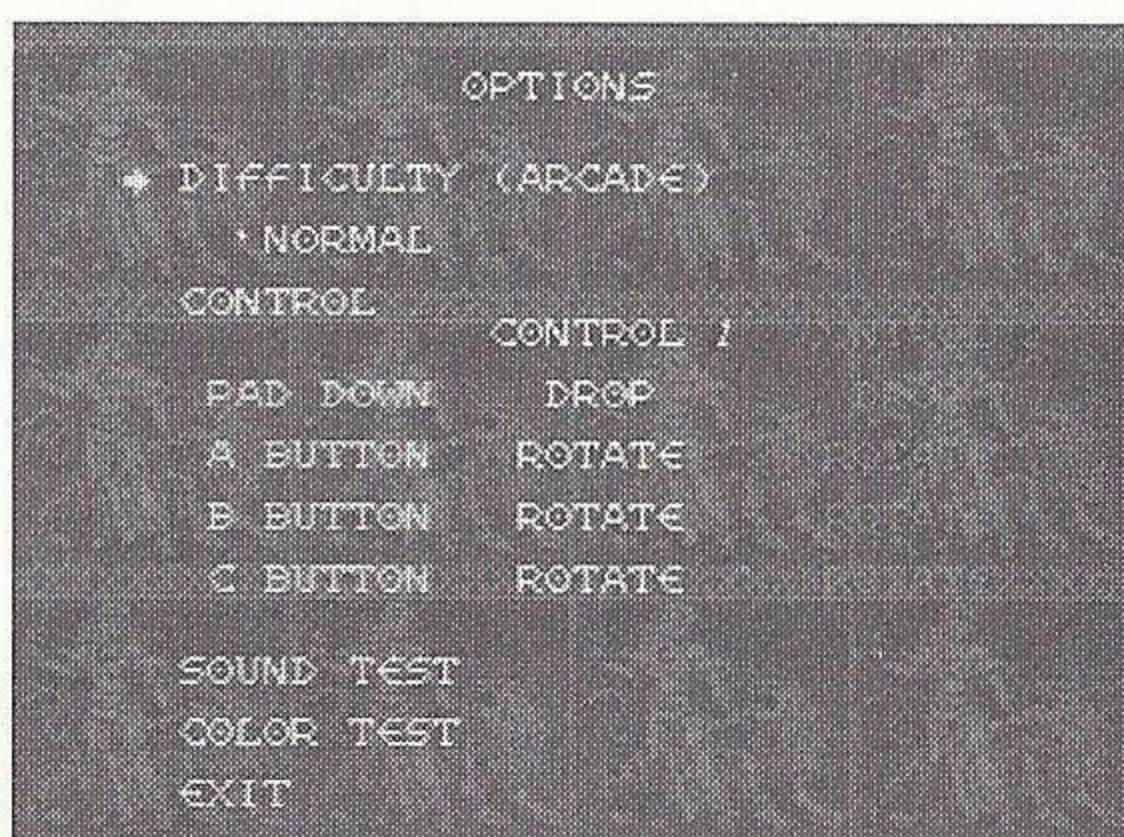 OPTIONS
DIFFICULTY (ARCADE)
NORMAL
CONTROL
CONTROL 1
PAD DOWN DROP
A BUTTON ROTATE
B BUTTON ROTATE
C BUTTON ROTATE
SOUND TEST
COLOR TEST
EXIT